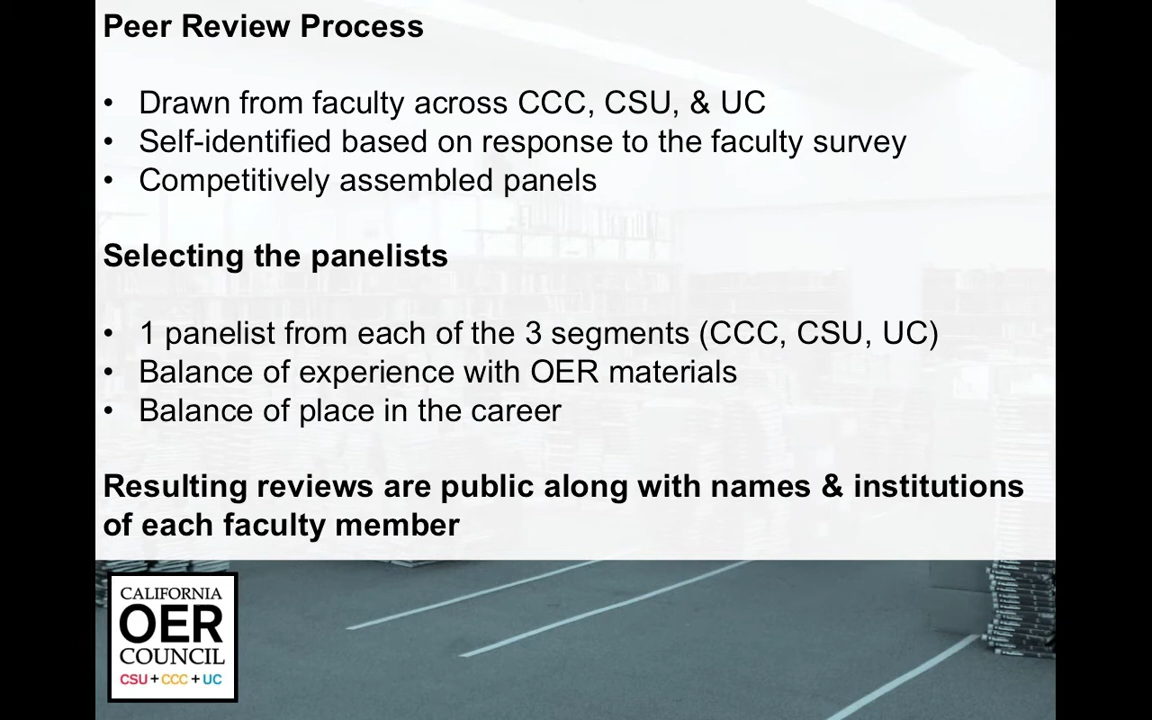 Peer Review Process
• Drawn from faculty across CCC, CSU, & UC
• Self-identified based on response to the faculty survey
• Competitively assembled panels
Selecting the panelists
• 1 panelist from each of the 3 segments (CCC, CSU, UC)
• Balance of experience with OER materials
• Balance of place in the career
Resulting reviews are public along with names & institutions
of each faculty member
CALIFORNIA
OER
COUNCIL
CSU+CCC+UC